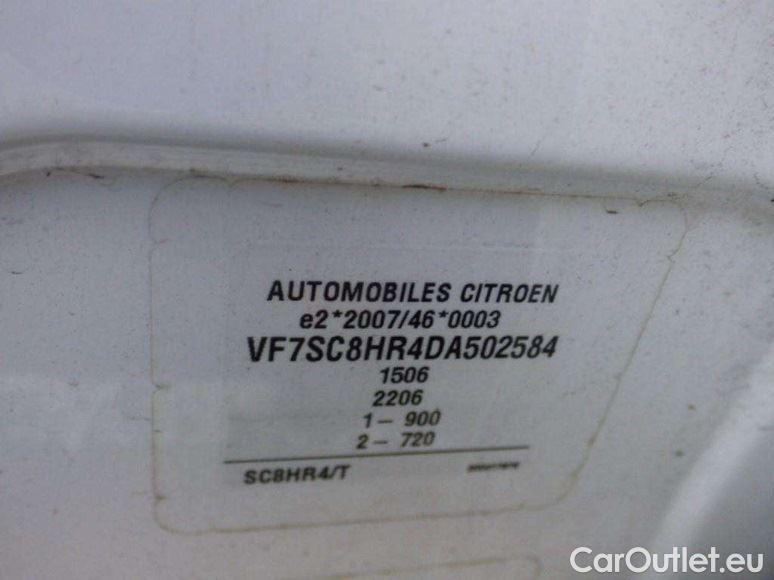 AUTOMOBILES CITROEN
e2*2007/46*0003
VF7SC8HR4DA502584
1506
2206
1– 900
2– 720
SC8HR4/T
CarOutlet.eu